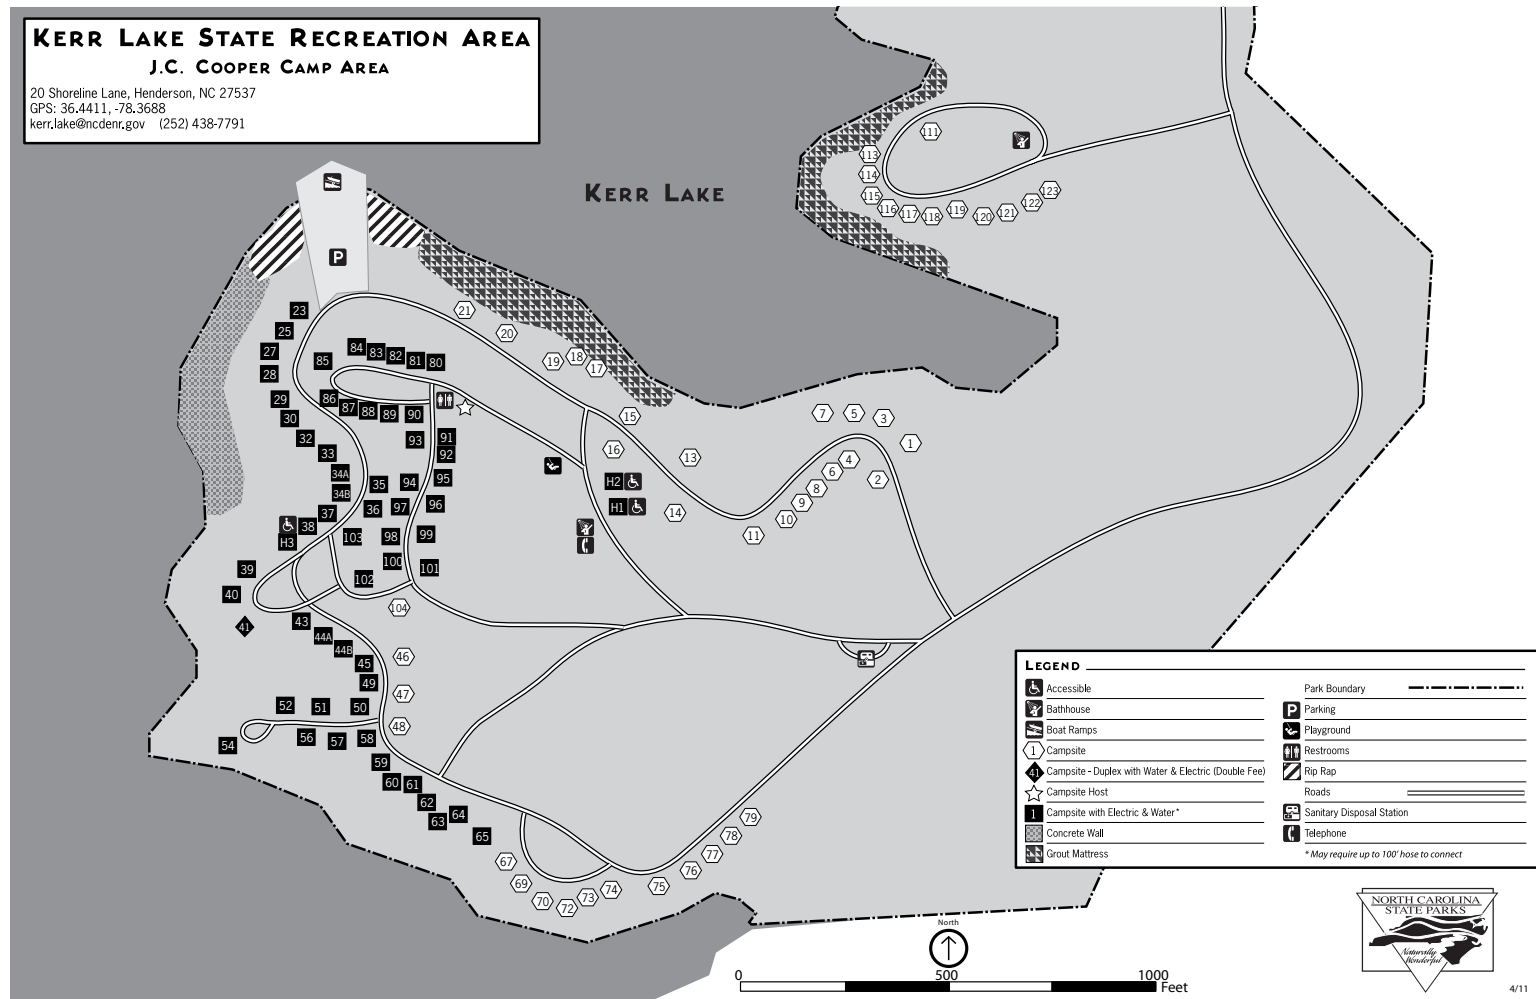 KERR LAKE STATE RECREATION AREA
J.C. COOPER CAMP AREA
20 Shoreline Lane, Henderson, NC 27537
GPS: 36.4411, -78.3688
kerr.lake@ncdenr.gov (252) 438-7791
KERR LAKE
111
113
114
115
116
117
118
119
120
121
122
123
P
23
25
27
28
29
30
32
33
34A
34B
35
36
37
38
H3
39
40
41
43
44A
44B
45
49
50
51
52
54
56
57
58
59
60
61
62
63
64
65
84
83
82
81
80
85
86
87
88
89
90
91
92
93
94
95
96
97
98
99
100
101
102
103
104
46
47
48
21
20
19
18
17
15
16
13
14
H2
H1
11
10
9
8
6
4
2
7
5
3
1
67
69
70
72
73
74
75
76
77
78
79
LEGEND
Accessible
Bathhouse
Boat Ramps
1 Campsite
41 Campsite - Duplex with Water & Electric (Double Fee)
Campsite Host
1 Campsite with Electric & Water*
Concrete Wall
Grout Mattress
Park Boundary
P Parking
Playground
Restrooms
Rip Rap
Roads
Sanitary Disposal Station
Telephone
* May require up to 100' hose to connect
North
0 500 1000
Feet
NORTH CAROLINA
STATE PARKS
Naturally
Wonderful
4/11